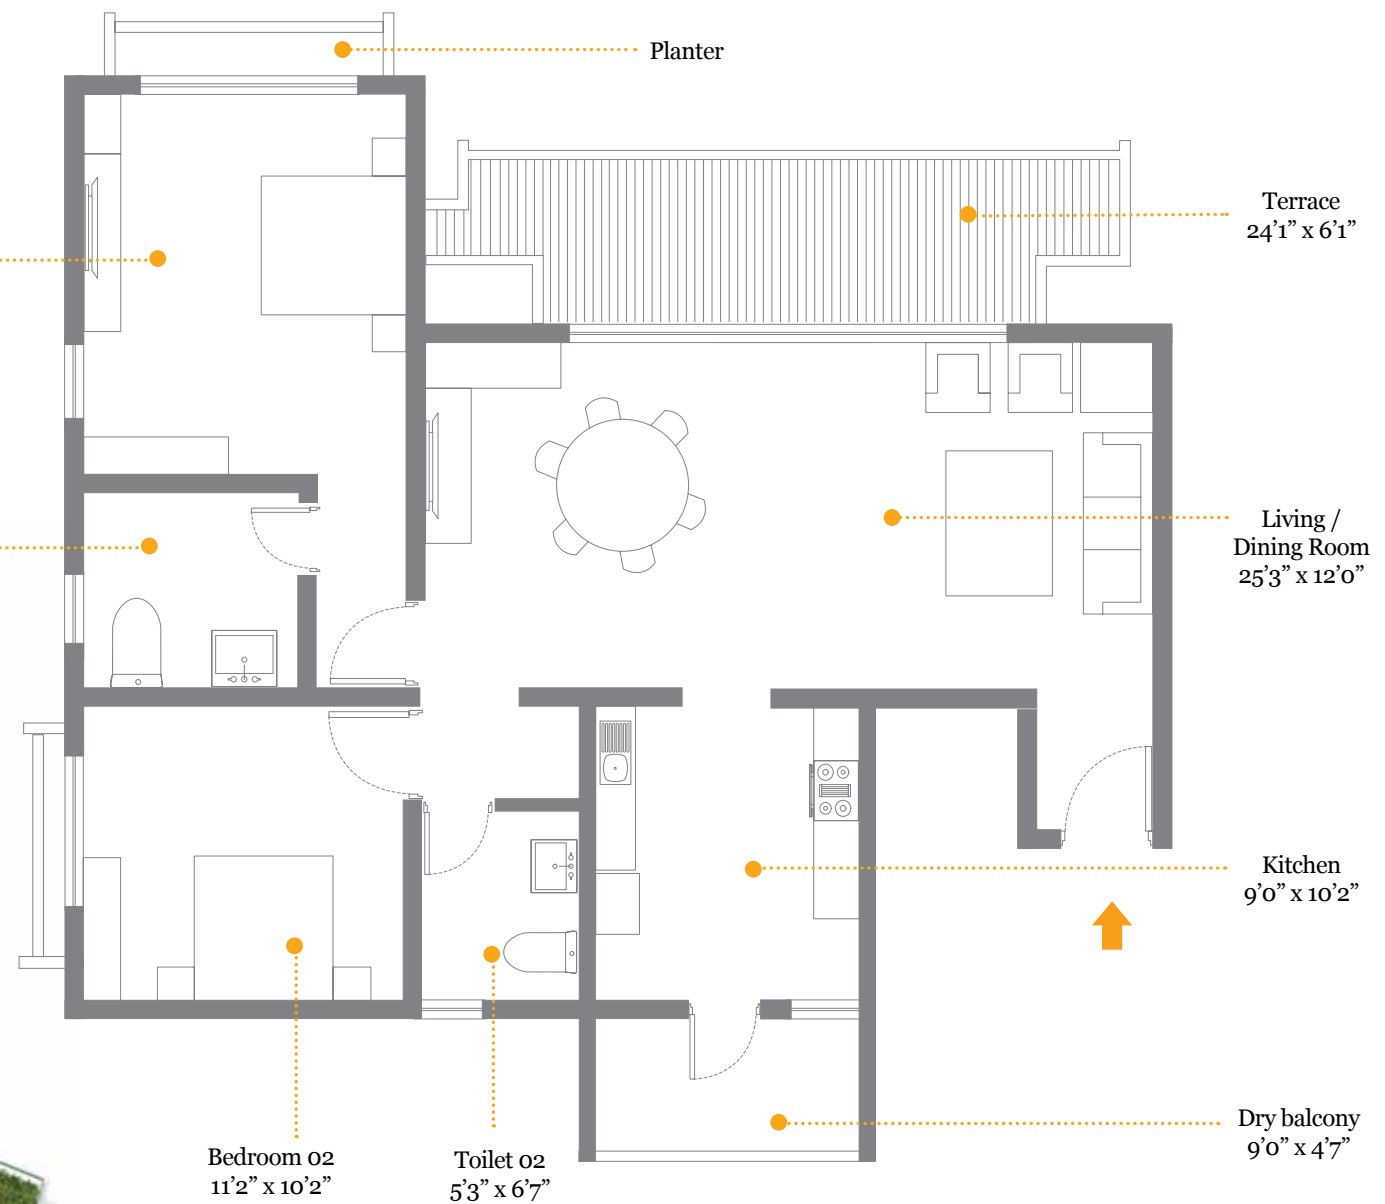 Planter
Terrace
24’1” x 6’1”
Living /
Dining Room
25’3” x 12’0”
Kitchen
9’0” x 10’2”
Dry balcony
9’0” x 4’7”
Bedroom 02
11’2” x 10’2”
Toilet 02
5’3” x 6’7”